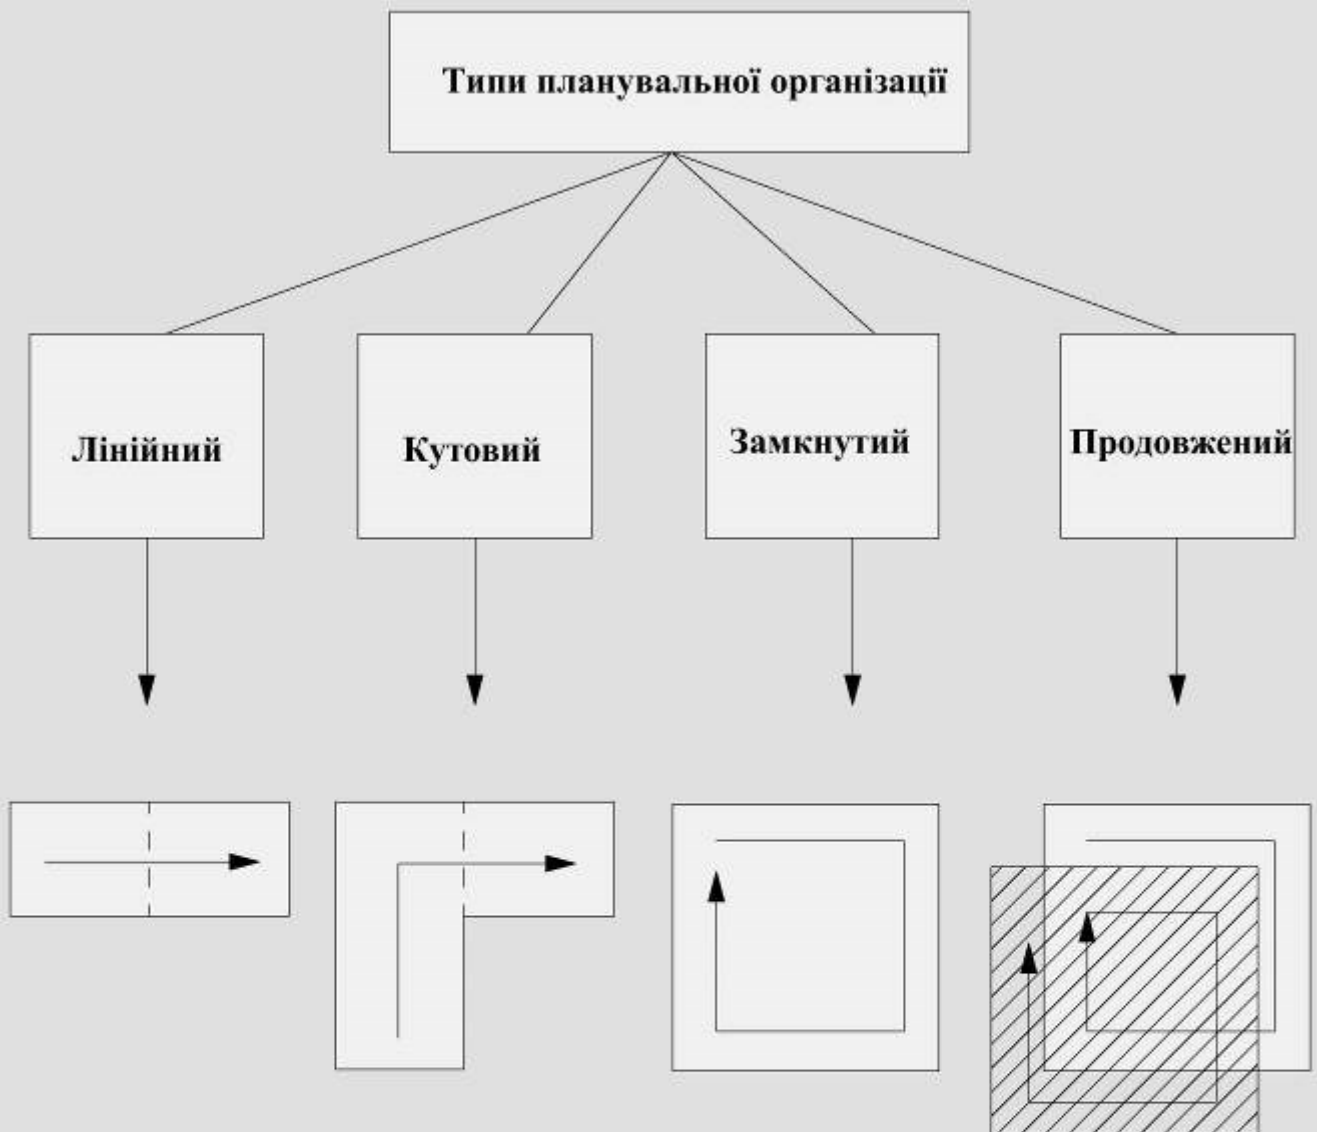 Типи планувальної організації
Лінійний
Кутовий
Замкнутий
Продовжений